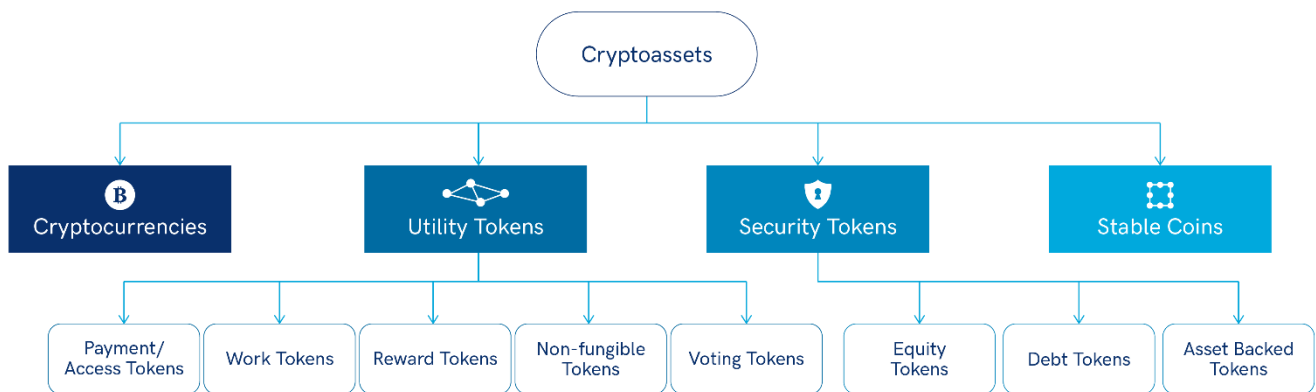 Cryptoassets
Cryptocurrencies
Utility Tokens
Security Tokens
Stable Coins
Payment/
Access Tokens
Work Tokens
Reward Tokens
Non-fungible
Tokens
Voting Tokens
Equity
Tokens
Debt Tokens
Asset Backed
Tokens